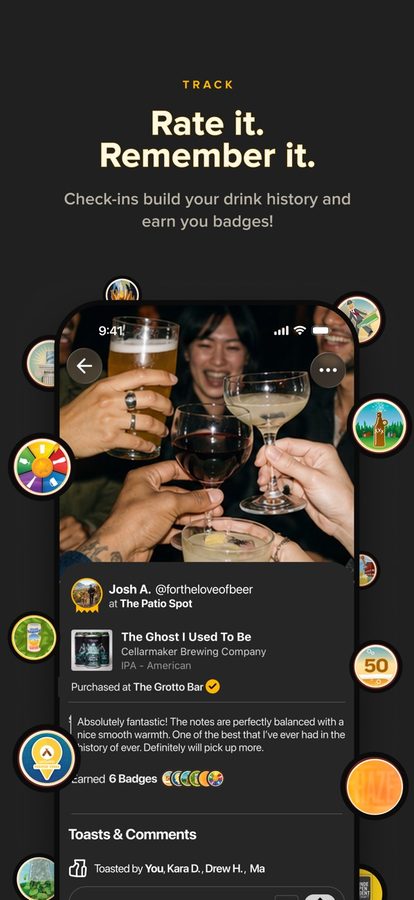 TRACK
Rate it.
Remember it.
Check-ins build your drink history and
earn you badges!
9:41
Josh A. @fortheloveofbeer
at The Patio Spot
The Ghost I Used To Be
Cellarmaker Brewing Company
IPA - American
Purchased at The Grotto Bar
Absolutely fantastic! The notes are perfectly balanced with a
nice smooth warmth. One of the best that I've ever had in the
history of ever. Definitely will pick up more.
50
Earned 6 Badges
HAZE
Toasts & Comments
Toasted by You, Kara D., Drew H., Ma